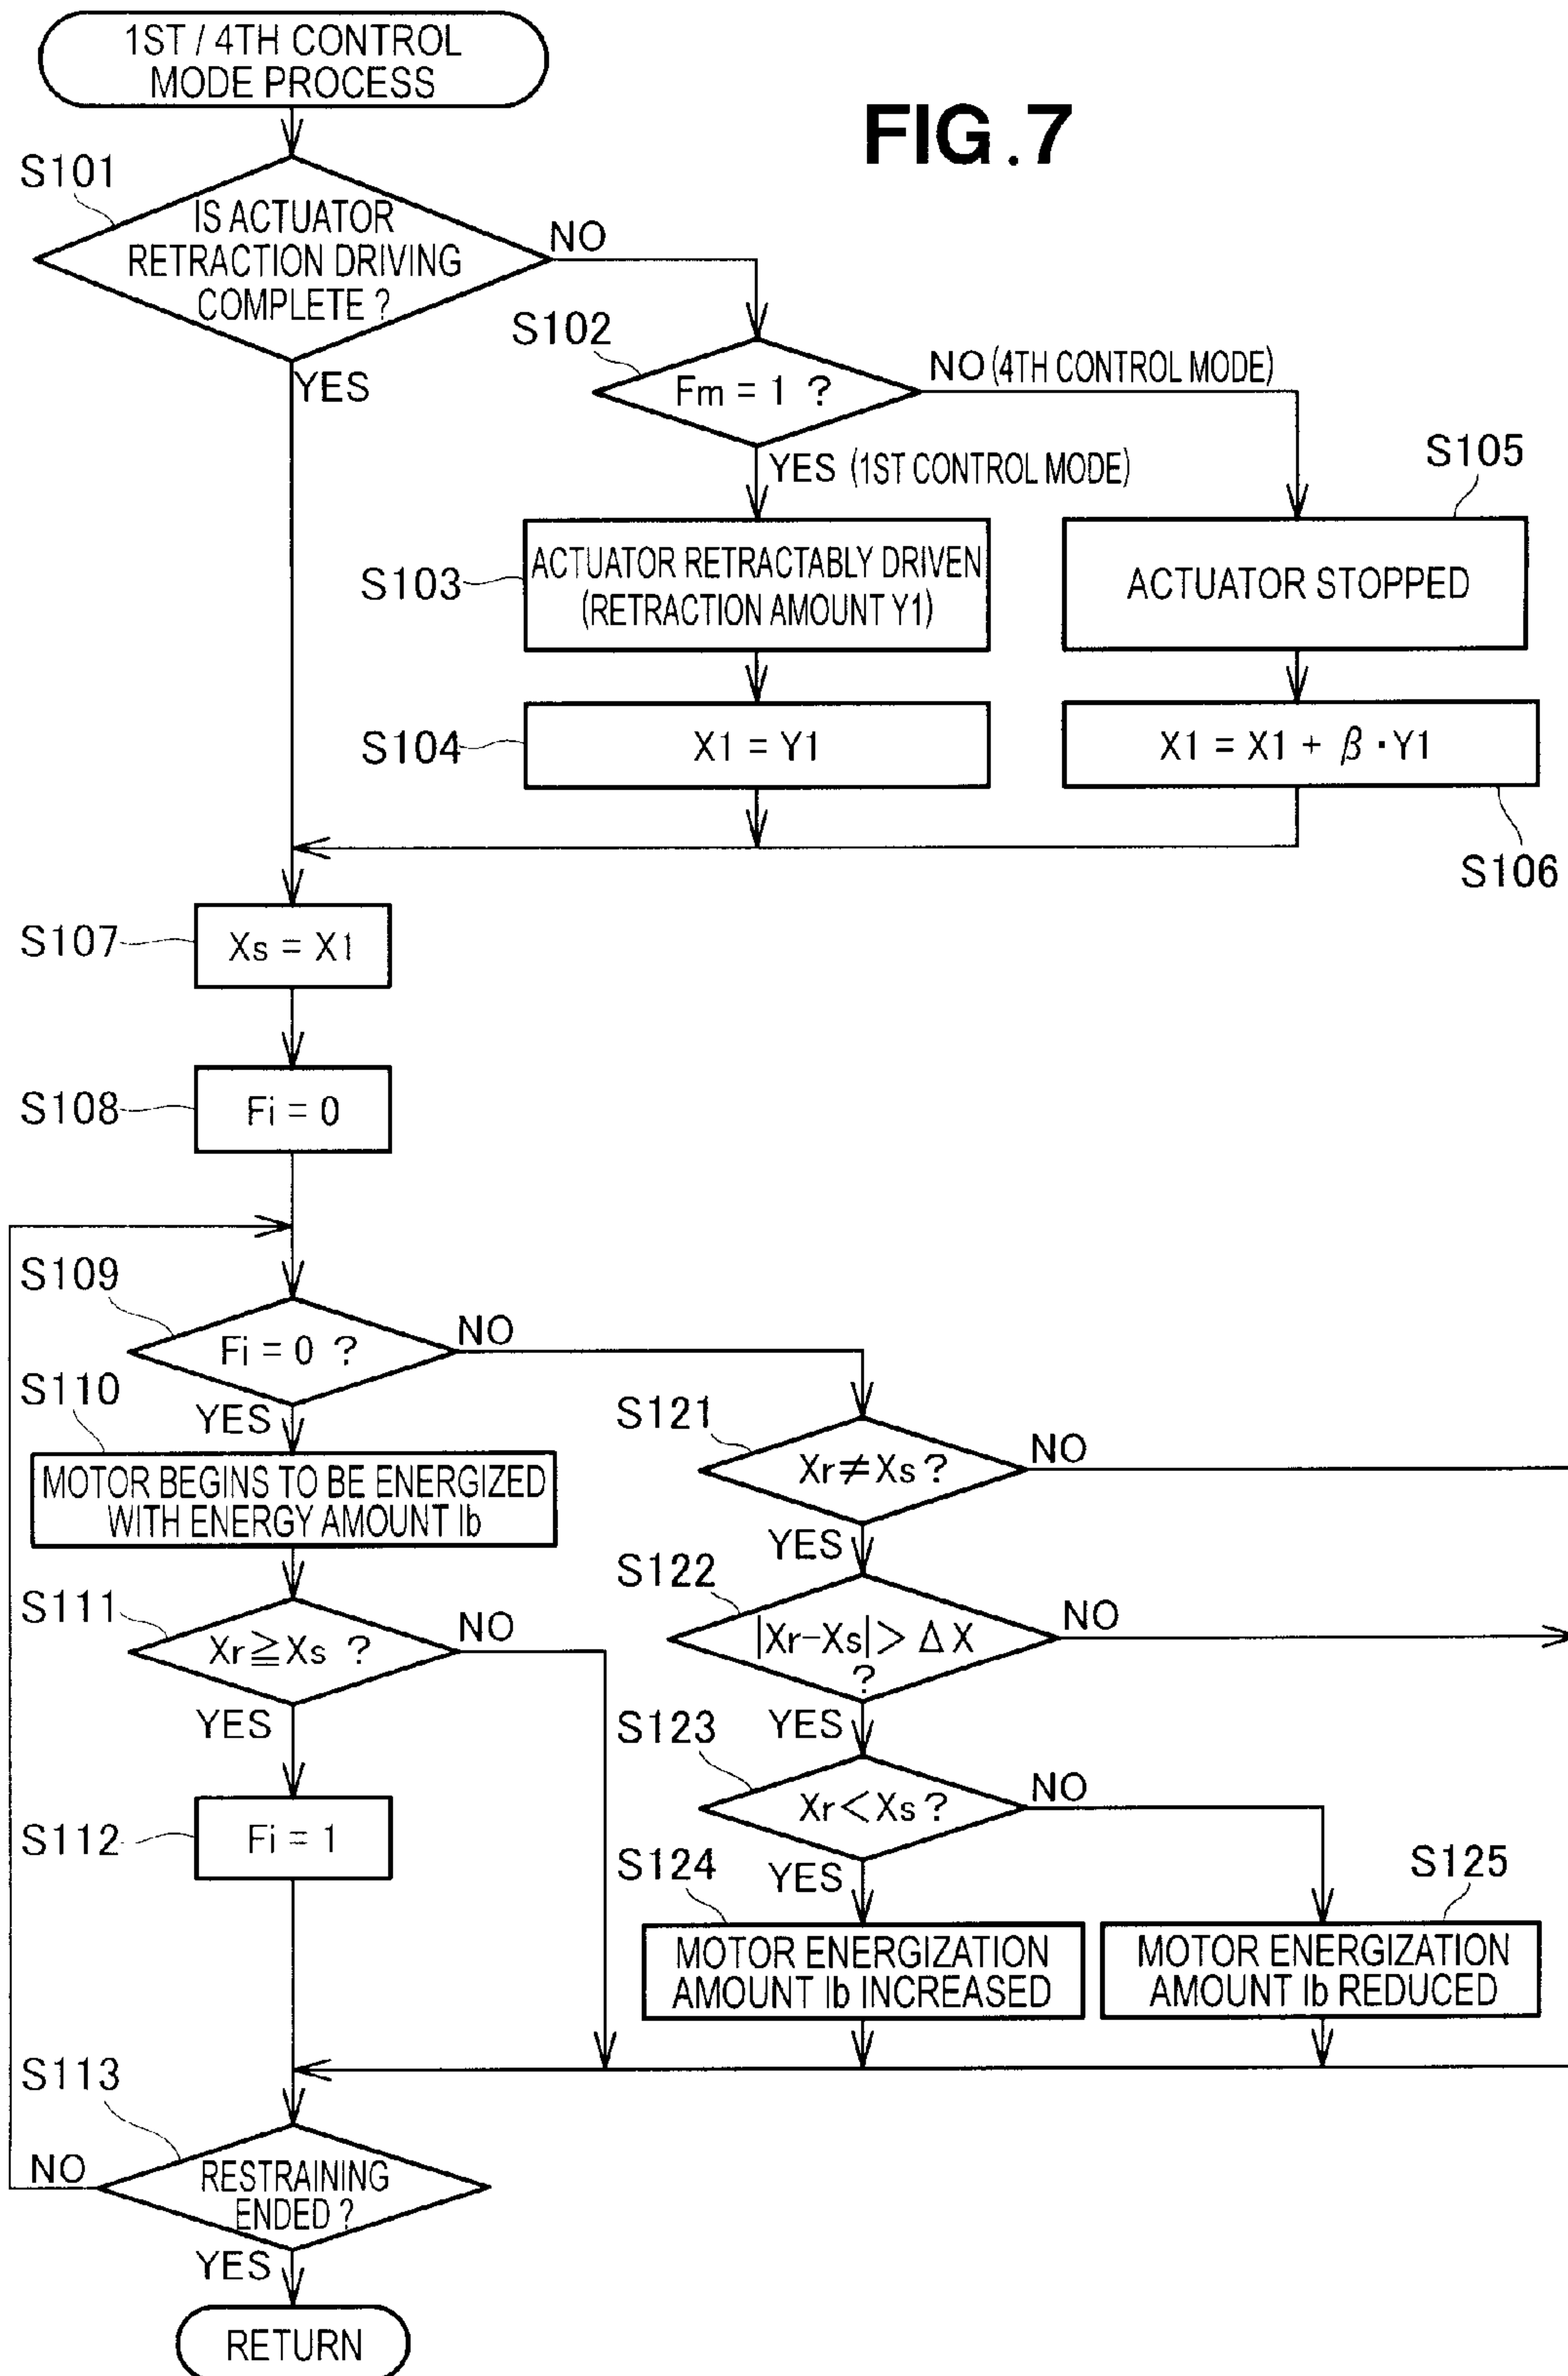 1ST / 4TH CONTROL
MODE PROCESS
FIG.7
S101
IS ACTUATOR
RETRACTION DRIVING
COMPLETE ?
NO
YES
S102
Fm = 1 ?
NO (4TH CONTROL MODE)
YES (1ST CONTROL MODE)
S103
ACTUATOR RETRACTABLY DRIVEN
(RETRACTION AMOUNT Y1)
S105
ACTUATOR STOPPED
S104
X1 = Y1
X1 = X1 + β · Y1
S106
S107
Xs = X1
S108
Fi = 0
S109
Fi = 0 ?
NO
YES
S110
MOTOR BEGINS TO BE ENERGIZED
WITH ENERGY AMOUNT Ib
S111
Xr ≧ Xs ?
NO
YES
S112
Fi = 1
S121
Xr ≠ Xs ?
NO
YES
S122
|Xr-Xs| > Δ X
?
NO
YES
S123
Xr < Xs ?
NO
YES
S124
MOTOR ENERGIZATION
AMOUNT Ib INCREASED
S125
MOTOR ENERGIZATION
AMOUNT Ib REDUCED
S113
RESTRAINING
ENDED ?
NO
YES
RETURN